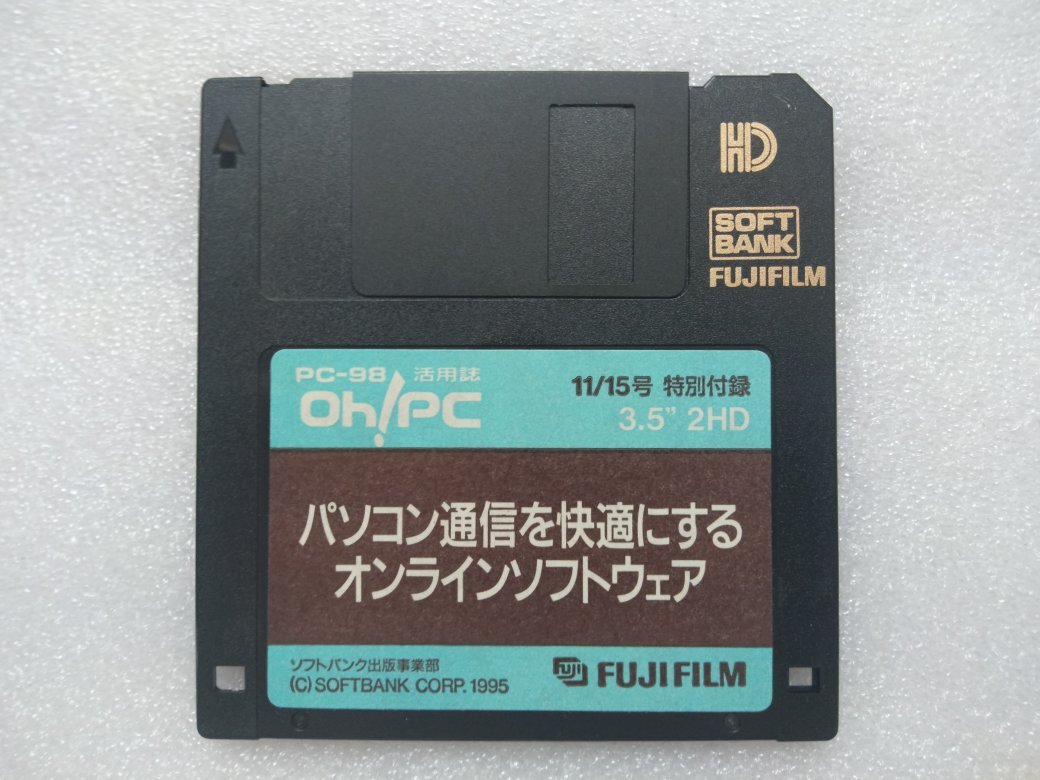 HD
SOFT
BANK
FUJIFILM
PC-98 活用誌
Oh!PC
11/15号 特別付録
3.5” 2HD
パソコン通信を快適にする
オンラインソフトウェア
ソフトバンク出版事業部
(C) SOFTBANK CORP. 1995
FUJI FUJIFILM